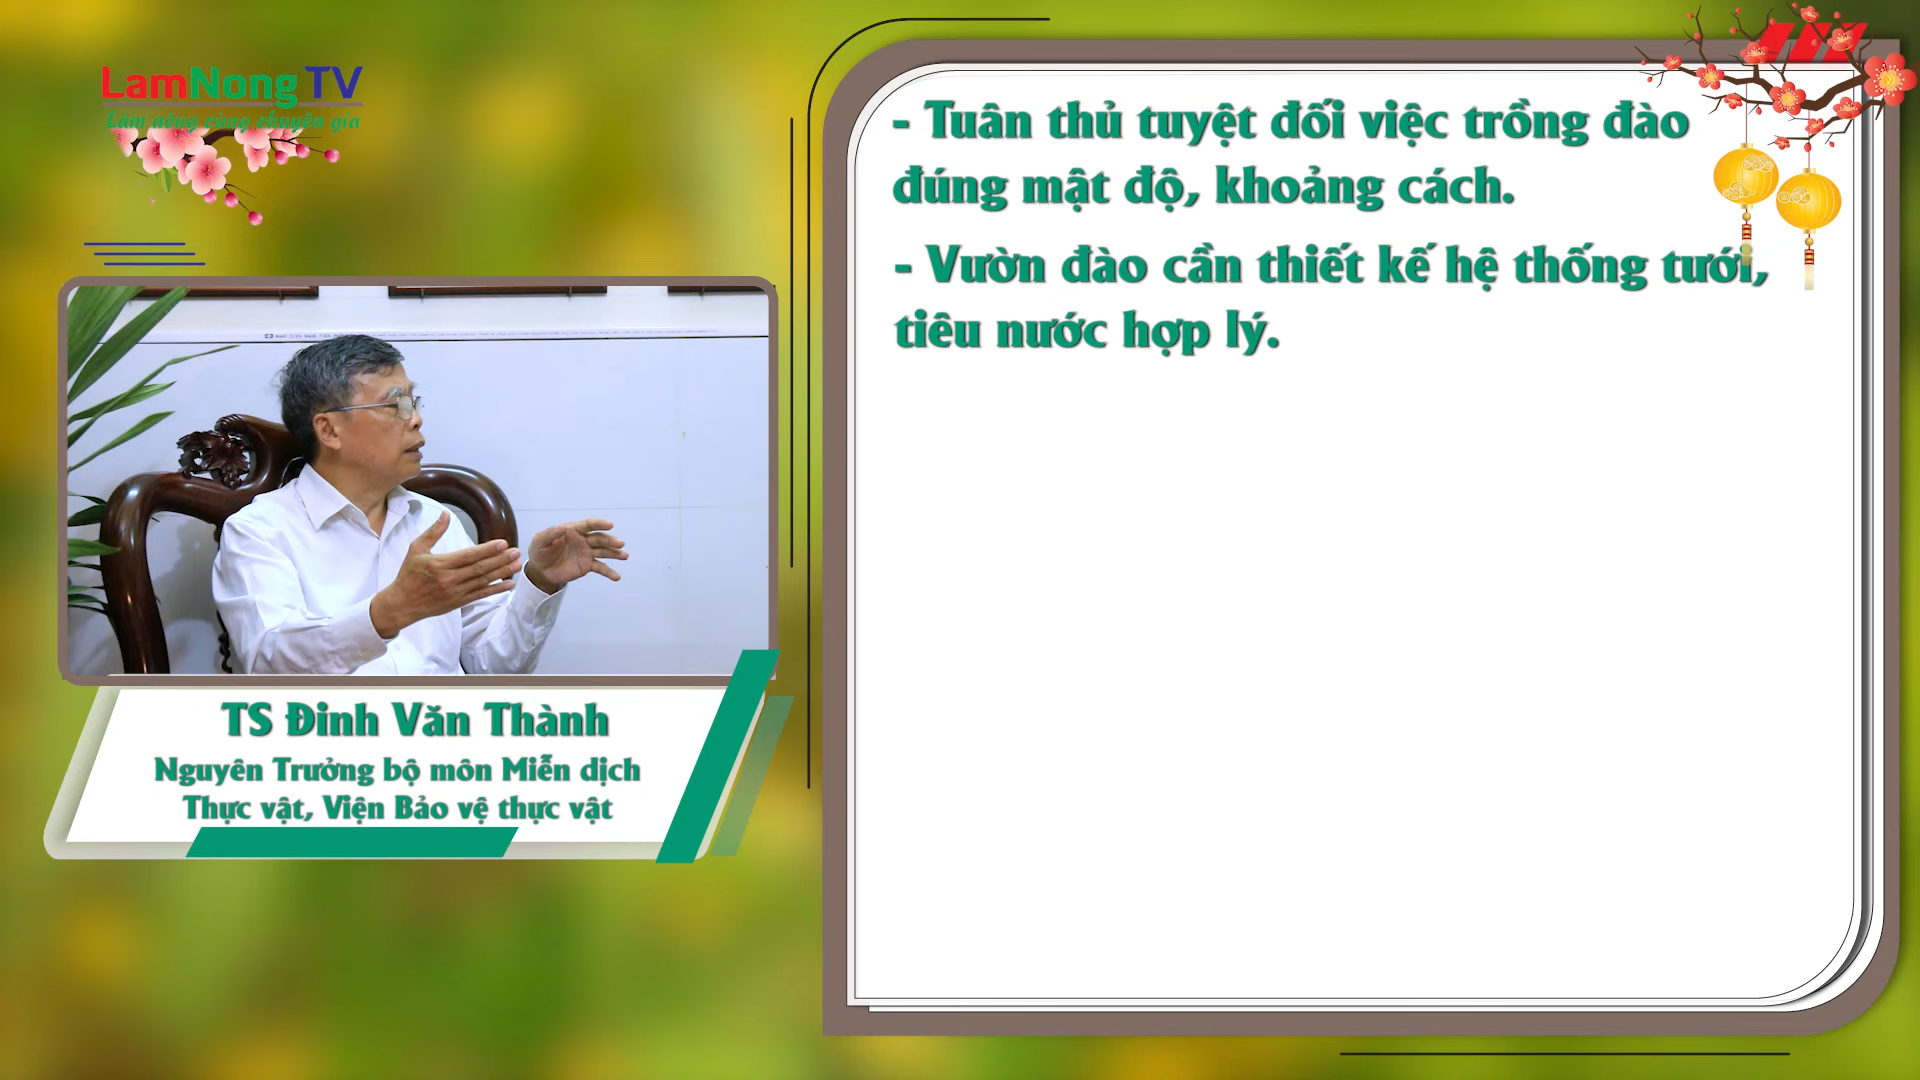 LamNong TV
Làm nông cùng chuyên gia
- Tuân thủ tuyệt đối việc trồng đào
đúng mật độ, khoảng cách.
- Vườn đào cần thiết kế hệ thống tưới,
tiêu nước hợp lý.
TS Đinh Văn Thành
Nguyên Trưởng bộ môn Miễn dịch
Thực vật, Viện Bảo vệ thực vật